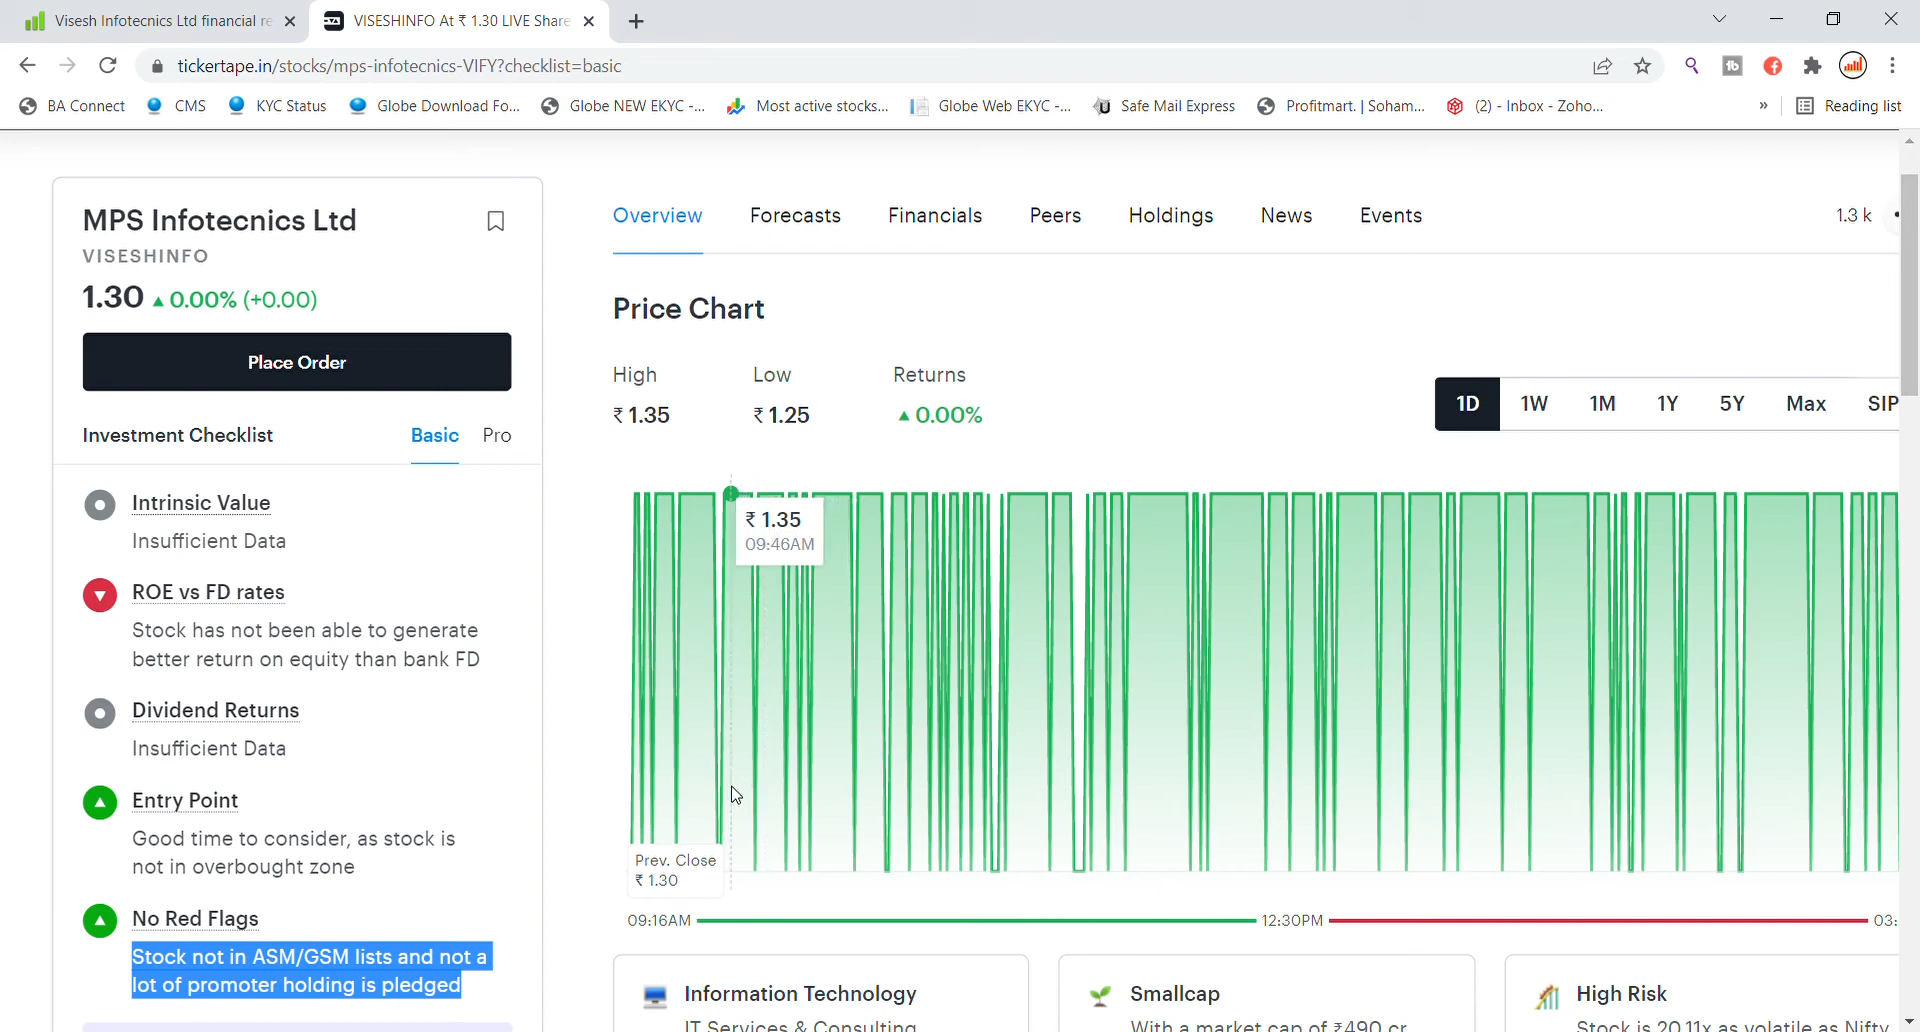 Visesh Infotecnics Ltd financial re
VISESHINFO At ₹ 1.30 LIVE Share
tickertape.in/stocks/mps-infotecnics-VIFY?checklist=basic
BA Connect
CMS
KYC Status
Globe Download Fo...
Globe NEW EKYC -...
Most active stocks...
Globe Web EKYC -...
Safe Mail Express
Profitmart. | Soham...
(2) - Inbox - Zoho...
»
Reading list
MPS Infotecnics Ltd
VISESHINFO
1.30 0.00% (+0.00)
Place Order
Investment Checklist
Basic
Pro
Intrinsic Value
Insufficient Data
ROE vs FD rates
Stock has not been able to generate
better return on equity than bank FD
Dividend Returns
Insufficient Data
Entry Point
Good time to consider, as stock is
not in overbought zone
No Red Flags
Stock not in ASM/GSM lists and not a
lot of promoter holding is pledged
Overview
Forecasts
Financials
Peers
Holdings
News
Events
1.3 k
Price Chart
High
Low
Returns
₹ 1.35
₹ 1.25
0.00%
1D
1W
1M
1Y
5Y
Max
SIP
₹ 1.35
09:46AM
Prev. Close
₹ 1.30
09:16AM
12:30PM
03:
Information Technology
IT Services & Consulting
Smallcap
With a market cap of ₹490 cr
High Risk
Stock is 20.11x as volatile as Nifty